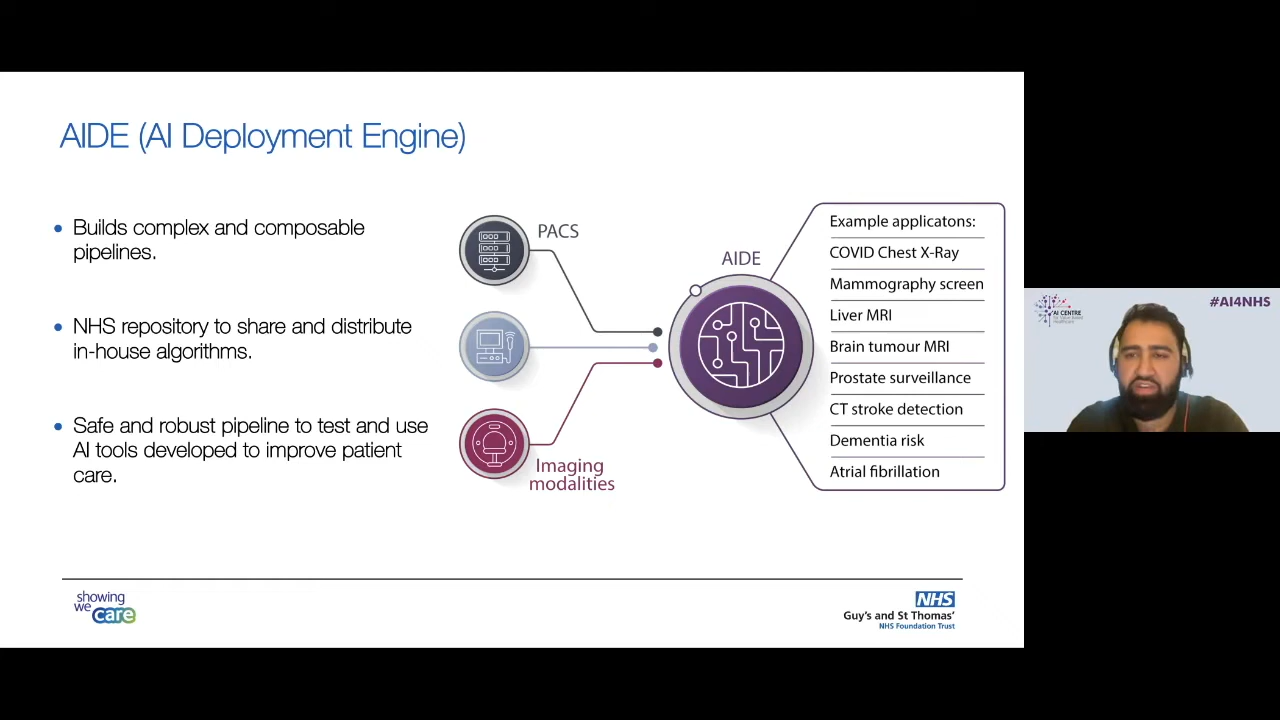 AIDE (AI Deployment Engine)
• Builds complex and composable
pipelines.
• NHS repository to share and distribute
in-house algorithms.
• Safe and robust pipeline to test and use
AI tools developed to improve patient
care.
PACS
Imaging
modalities
AIDE
Example applicatons:
COVID Chest X-Ray
Mammography screen
Liver MRI
Brain tumour MRI
Prostate surveillance
CT stroke detection
Dementia risk
Atrial fibrillation
showing
we care
NHS
Guy's and St Thomas'
NHS Foundation Trust
AI CENTRE
#AI4NHS